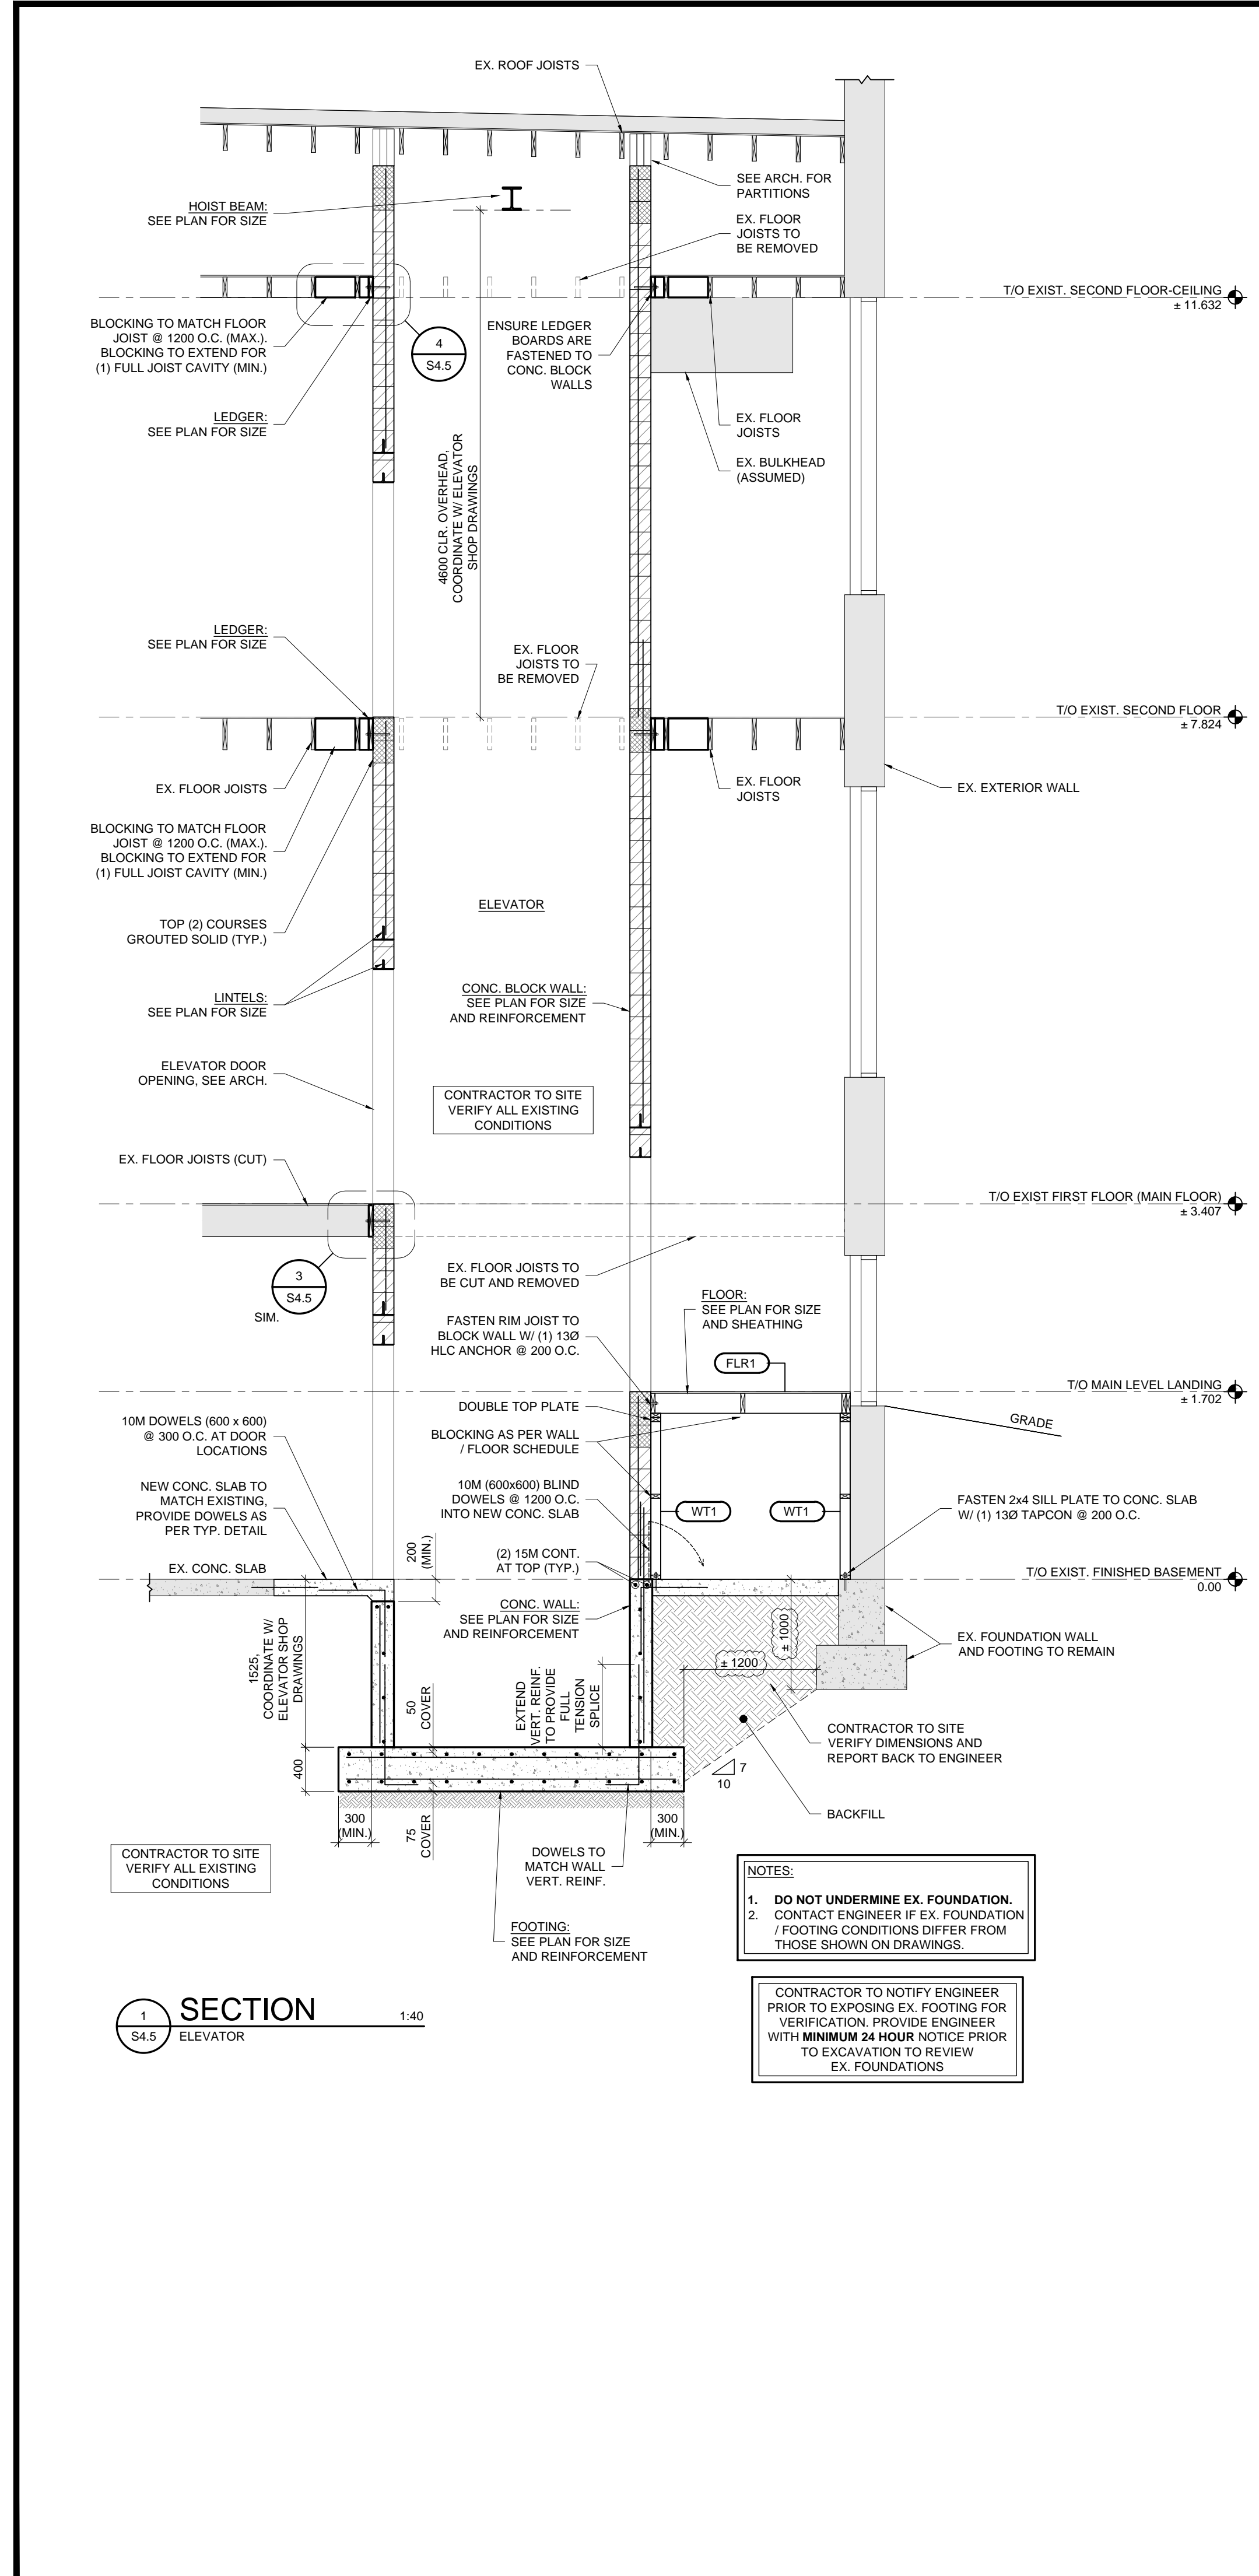 EX. ROOF JOISTS
SEE ARCH. FOR
PARTITIONS
HOIST BEAM:
SEE PLAN FOR SIZE
EX. FLOOR
JOISTS TO
BE REMOVED
T/O EXIST. SECOND FLOOR-CEILING
± 11.632
BLOCKING TO MATCH FLOOR
JOIST @ 1200 O.C. (MAX.).
BLOCKING TO EXTEND FOR
(1) FULL JOIST CAVITY (MIN.)
4
S4.5
ENSURE LEDGER
BOARDS ARE
FASTENED TO
CONC. BLOCK
WALLS
LEDGER:
SEE PLAN FOR SIZE
EX. FLOOR
JOISTS
EX. BULKHEAD
(ASSUMED)
4600 CLR. OVERHEAD,
COORDINATE W/ ELEVATOR
SHOP DRAWINGS
LEDGER:
SEE PLAN FOR SIZE
EX. FLOOR
JOISTS TO
BE REMOVED
T/O EXIST. SECOND FLOOR
± 7.824
EX. FLOOR JOISTS
EX. FLOOR
JOISTS
EX. EXTERIOR WALL
BLOCKING TO MATCH FLOOR
JOIST @ 1200 O.C. (MAX.).
BLOCKING TO EXTEND FOR
(1) FULL JOIST CAVITY (MIN.)
TOP (2) COURSES
GROUTED SOLID (TYP.)
ELEVATOR
LINTELS:
SEE PLAN FOR SIZE
CONC. BLOCK WALL:
SEE PLAN FOR SIZE
AND REINFORCEMENT
ELEVATOR DOOR
OPENING, SEE ARCH.
CONTRACTOR TO SITE
VERIFY ALL EXISTING
CONDITIONS
EX. FLOOR JOISTS (CUT)
T/O EXIST FIRST FLOOR (MAIN FLOOR)
± 3.407
3
S4.5
SIM.
EX. FLOOR JOISTS TO
BE CUT AND REMOVED
FLOOR:
SEE PLAN FOR SIZE
AND SHEATHING
FASTEN RIM JOIST TO
BLOCK WALL W/ (1) 13Ø
HLC ANCHOR @ 200 O.C.
FLR1
T/O MAIN LEVEL LANDING
± 1.702
DOUBLE TOP PLATE
GRADE
10M DOWELS (600 x 600)
@ 300 O.C. AT DOOR
LOCATIONS
BLOCKING AS PER WALL
/ FLOOR SCHEDULE
NEW CONC. SLAB TO
MATCH EXISTING,
PROVIDE DOWELS AS
PER TYP. DETAIL
10M (600x600) BLIND
DOWELS @ 1200 O.C.
INTO NEW CONC. SLAB
WT1
WT1
FASTEN 2x4 SILL PLATE TO CONC. SLAB
W/ (1) 13Ø TAPCON @ 200 O.C.
200
(MIN.)
(2) 15M CONT.
AT TOP (TYP.)
EX. CONC. SLAB
T/O EXIST. FINISHED BASEMENT
0.00
CONC. WALL:
SEE PLAN FOR SIZE
AND REINFORCEMENT
1525,
COORDINATE W/
ELEVATOR SHOP
DRAWINGS
± 1000
± 1200
EX. FOUNDATION WALL
AND FOOTING TO REMAIN
50
COVER
EXTEND
VERT. REINF.
TO PROVIDE
FULL
TENSION
SPLICE
CONTRACTOR TO SITE
VERIFY DIMENSIONS AND
REPORT BACK TO ENGINEER
400
7
10
BACKFILL
300
(MIN.)
75
COVER
300
(MIN.)
CONTRACTOR TO SITE
VERIFY ALL EXISTING
CONDITIONS
DOWELS TO
MATCH WALL
VERT. REINF.
FOOTING:
SEE PLAN FOR SIZE
AND REINFORCEMENT
NOTES:
1. DO NOT UNDERMINE EX. FOUNDATION.
2. CONTACT ENGINEER IF EX. FOUNDATION
/ FOOTING CONDITIONS DIFFER FROM
THOSE SHOWN ON DRAWINGS.
CONTRACTOR TO NOTIFY ENGINEER
PRIOR TO EXPOSING EX. FOOTING FOR
VERIFICATION. PROVIDE ENGINEER
WITH MINIMUM 24 HOUR NOTICE PRIOR
TO EXCAVATION TO REVIEW
EX. FOUNDATIONS
1
S4.5
SECTION
1:40
ELEVATOR